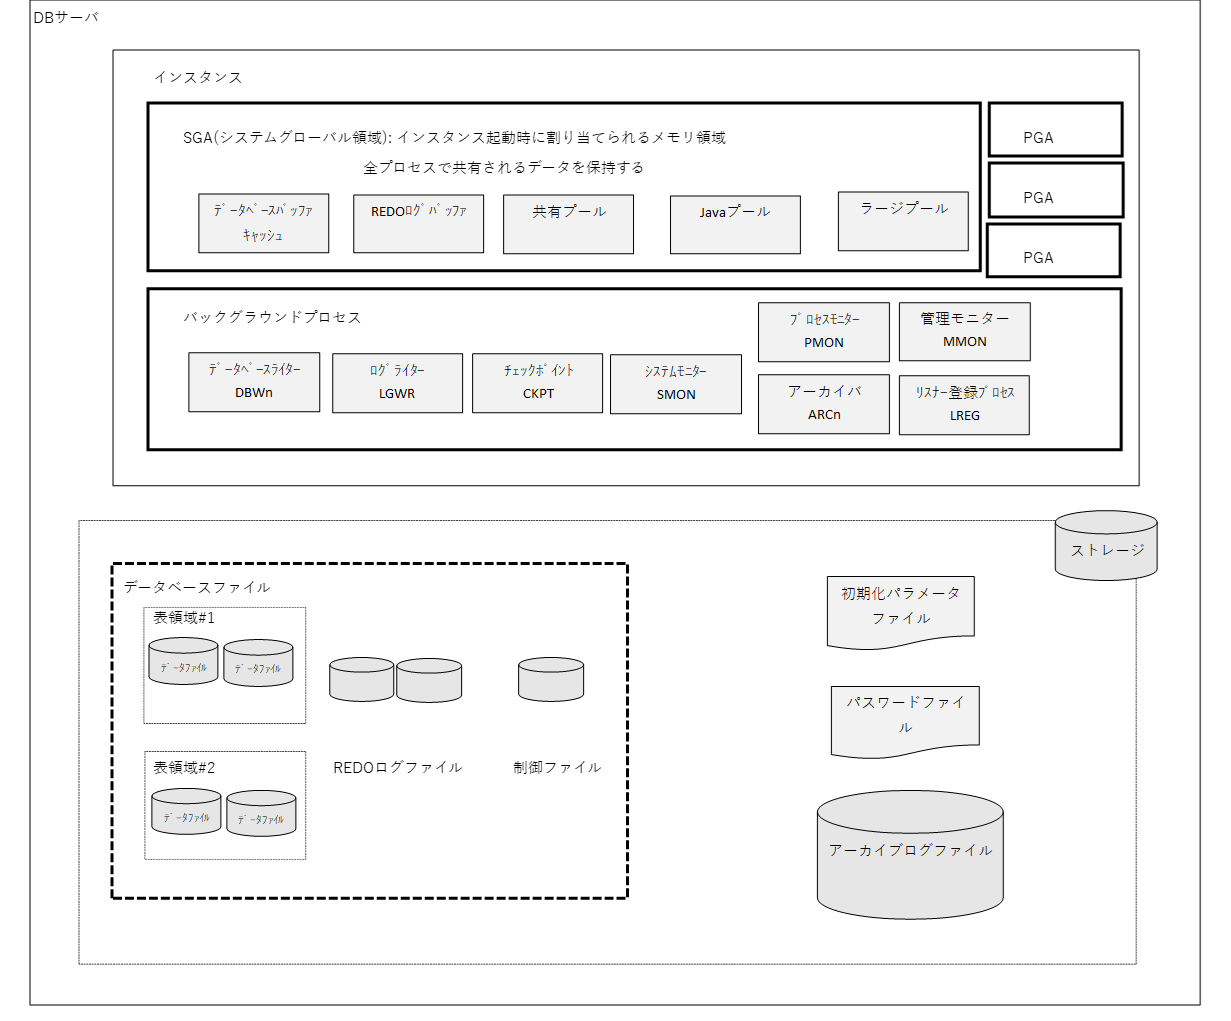 DBサーバ
インスタンス
SGA(システムグローバル領域): インスタンス起動時に割り当てられるメモリ領域
全プロセスで共有されるデータを保持する
PGA
PGA
PGA
ﾃﾞｰﾀﾍﾞｰｽﾊﾞｯﾌｧ
ｷｬｯｼｭ
REDOﾛｸﾞﾊﾞｯﾌｧ
共有プール
Javaプール
ラージプール
バックグラウンドプロセス
ﾃﾞｰﾀﾍﾞｰｽﾗｲﾀｰ
DBWn
ﾛｸﾞﾗｲﾀｰ
LGWR
ﾁｪｯｸﾎﾟｲﾝﾄ
CKPT
ｼｽﾃﾑﾓﾆﾀｰ
SMON
ﾌﾟﾛｾｽﾓﾆﾀｰ
PMON
管理モニター
MMON
アーカイバ
ARCn
ﾘｽﾅｰ登録ﾌﾟﾛｾｽ
LREG
ストレージ
データベースファイル
表領域#1
ﾃﾞｰﾀﾌｧｲﾙ
ﾃﾞｰﾀﾌｧｲﾙ
表領域#2
ﾃﾞｰﾀﾌｧｲﾙ
ﾃﾞｰﾀﾌｧｲﾙ
REDOログファイル
制御ファイル
初期化パラメータ
ファイル
パスワードファイ
ル
アーカイブログファイル